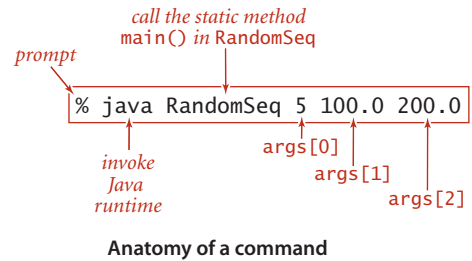 call the static method
main() in RandomSeq
prompt
% java RandomSeq 5 100.0 200.0
invoke
Java
runtime
args[0]
args[1]
args[2]
Anatomy of a command